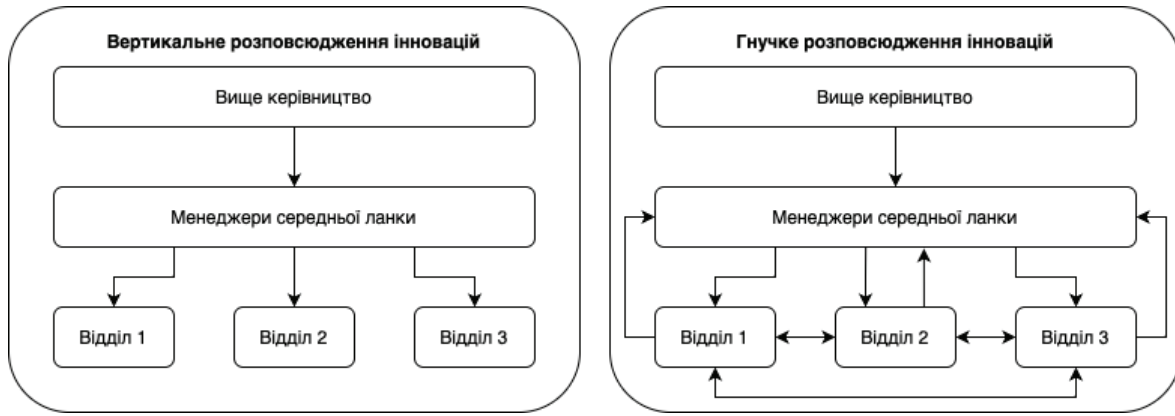 Вертикальне розповсюдження інновацій
Вище керівництво
Менеджери середньої ланки
Відділ 1
Відділ 2
Відділ 3
Гнучке розповсюдження інновацій
Вище керівництво
Менеджери середньої ланки
Відділ 1
Відділ 2
Відділ 3